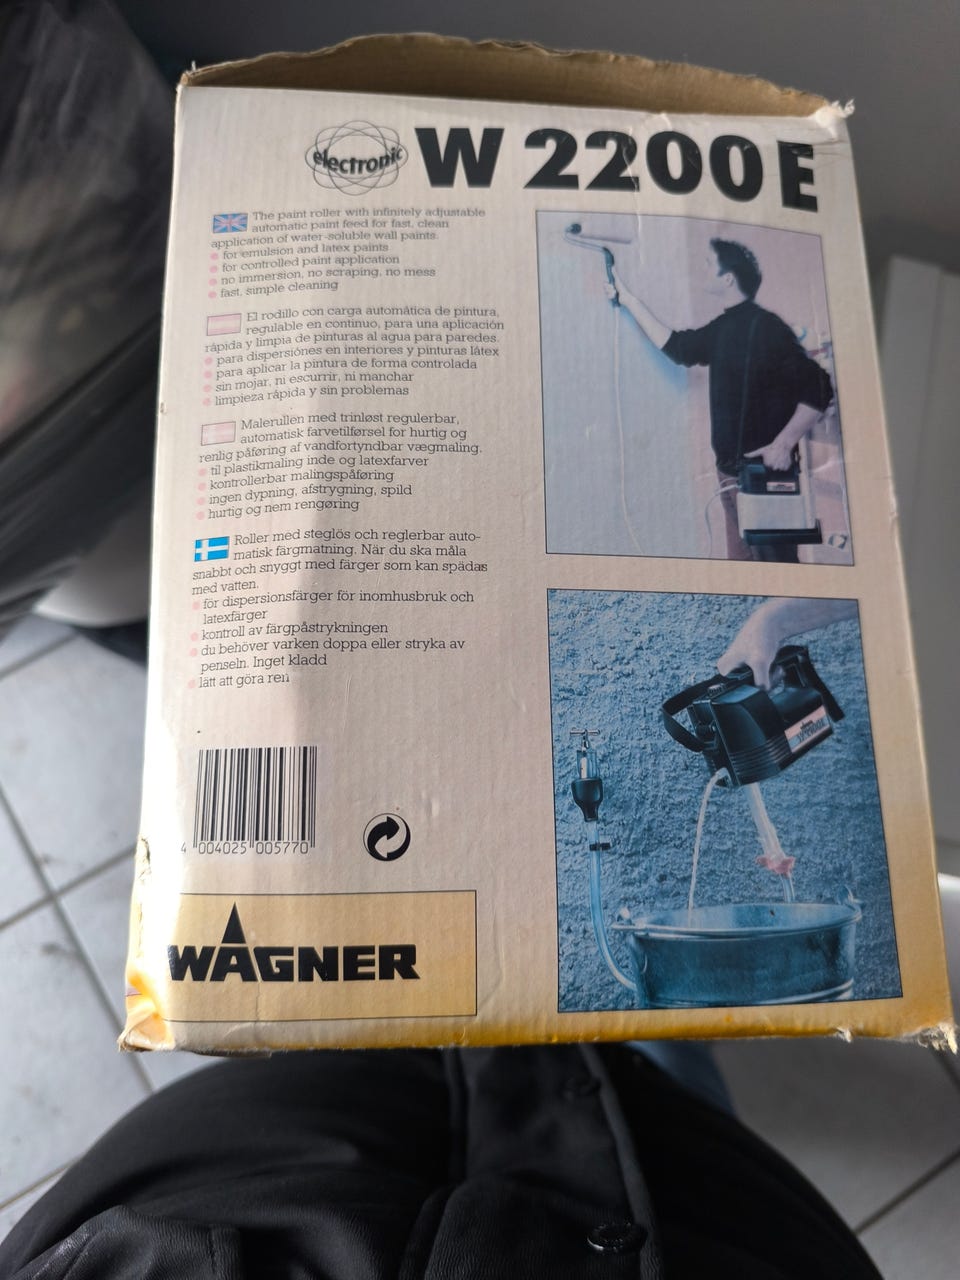 electronic
W 2200 E
The paint roller with infinitely adjustable
automatic paint feed for fast, clean
application of water-soluble wall paints.
for emulsion and latex paints
for controlled paint application
no immersion, no scraping, no mess
fast, simple cleaning
El rodillo con carga automática de pintura,
regulable en continuo, para una aplicación
rápida y limpia de pinturas al agua para paredes.
para dispersiónes en interiores y pinturas látex
para aplicar la pintura de forma controlada
sin mojar, ni escurrir, ni manchar
limpieza rápida y sin problemas
Malerullen med trinløst regulerbar,
automatisk farvetilførsel for hurtig og
renlig påføring af vandfortyndbar vægmaling.
til plastikmaling inde og latexfarver
kontrollerbar malingspåføring
ingen dypning, afstrygning, spild
hurtig og nem rengøring
Roller med steglös och reglerbar auto-
matisk färgmatning. När du ska måla
snabbt och snyggt med färger som kan spädas
med vatten.
för dispersionsfärger för inomhusbruk och
latexfärger
kontroll av färgpåstrykningen
du behöver varken doppa eller stryka av
penseln. Inget kladd
lätt att göra ren
4 004025 005770
WAGNER